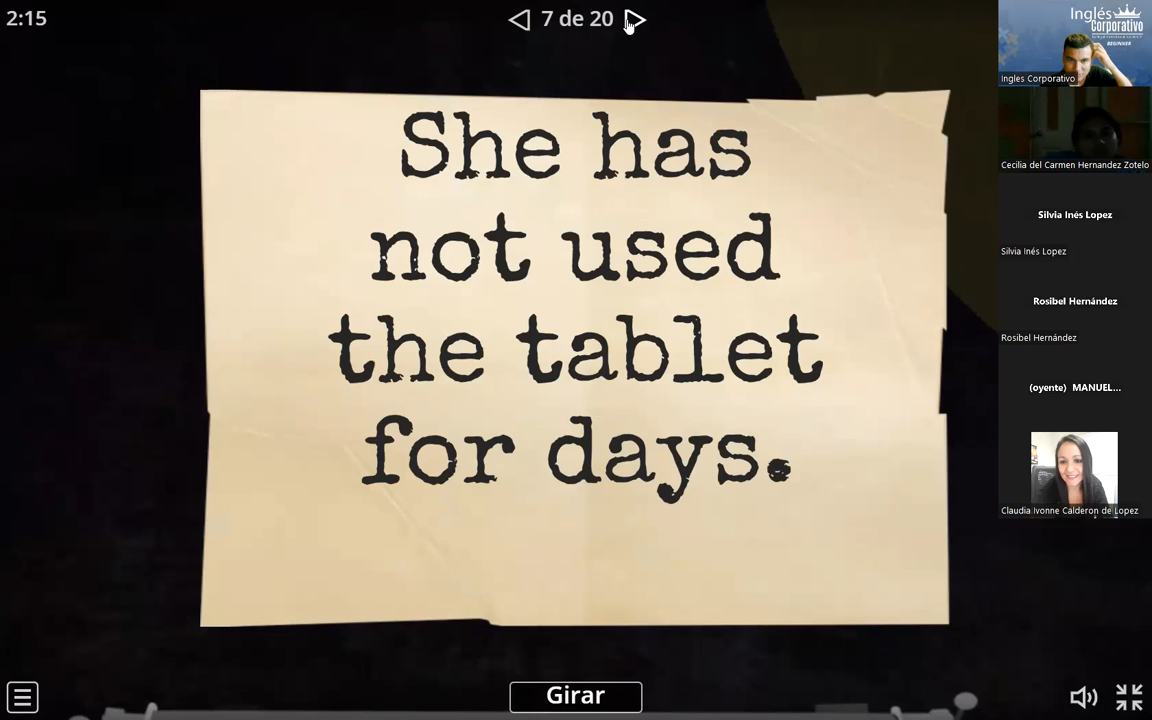 2:15
7 de 20
She has
not used
the tablet
for days.
Girar
Inglés
Corporativo
BEGINNER
Ingles Corporativo
Cecilia del Carmen Hernandez Zotelo
Silvia Inés Lopez
Silvia Inés Lopez
Rosibel Hernández
Rosibel Hernández
(oyente) MANUEL...
Claudia Ivonne Calderon de Lopez